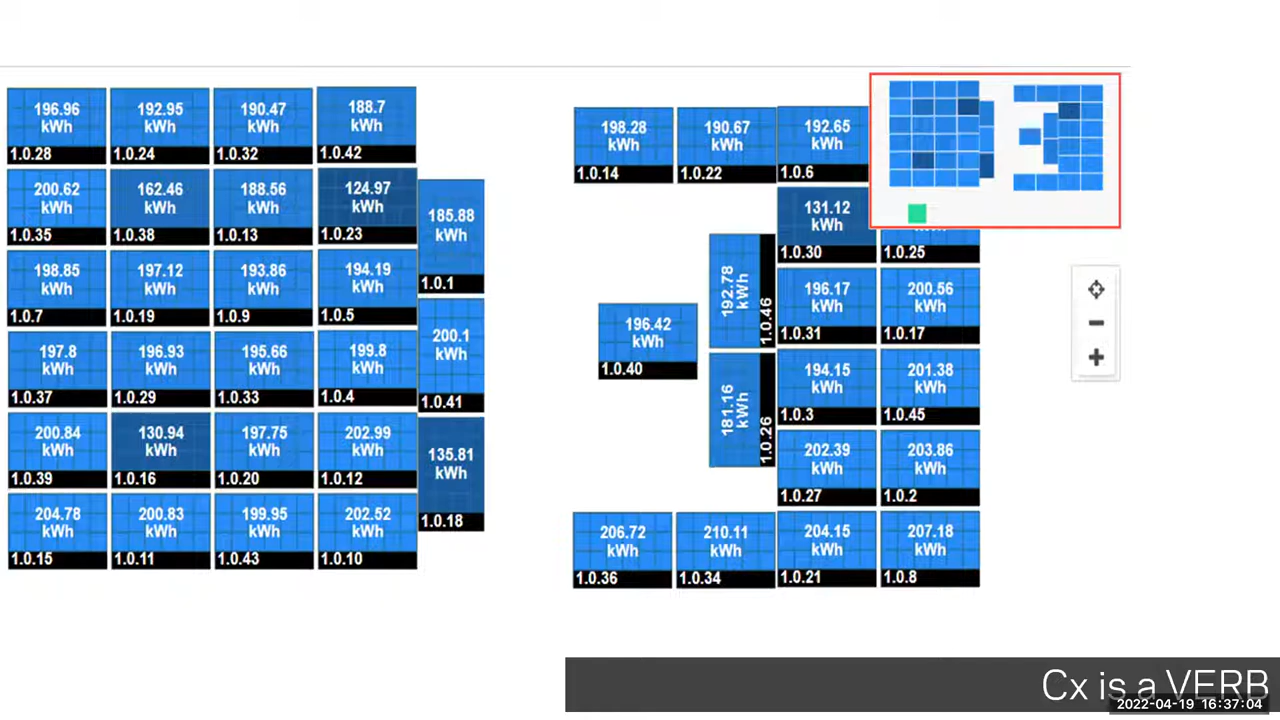 196.96
kWh
1.0.28
192.95
kWh
1.0.24
190.47
kWh
1.0.32
188.7
kWh
1.0.42
200.62
kWh
1.0.35
162.46
kWh
1.0.38
188.56
kWh
1.0.13
124.97
kWh
1.0.23
185.88
kWh
1.0.1
198.85
kWh
1.0.7
197.12
kWh
1.0.19
193.86
kWh
1.0.9
194.19
kWh
1.0.5
200.1
kWh
1.0.41
197.8
kWh
1.0.37
196.93
kWh
1.0.29
195.66
kWh
1.0.33
199.8
kWh
1.0.4
200.84
kWh
1.0.39
130.94
kWh
1.0.16
197.75
kWh
1.0.20
202.99
kWh
1.0.12
135.81
kWh
1.0.18
204.78
kWh
1.0.15
200.83
kWh
1.0.11
199.95
kWh
1.0.43
202.52
kWh
1.0.10
198.28
kWh
1.0.14
190.67
kWh
1.0.22
192.65
kWh
1.0.6
131.12
kWh
1.0.30
1.0.25
192.78
kWh
1.0.46
196.17
kWh
1.0.31
200.56
kWh
1.0.17
196.42
kWh
1.0.40
181.16
kWh
1.0.26
194.15
kWh
1.0.3
201.38
kWh
1.0.45
202.39
kWh
1.0.27
203.86
kWh
1.0.2
206.72
kWh
1.0.36
210.11
kWh
1.0.34
204.15
kWh
1.0.21
207.18
kWh
1.0.8
Cx is a VERB
2022-04-19 16:37:04